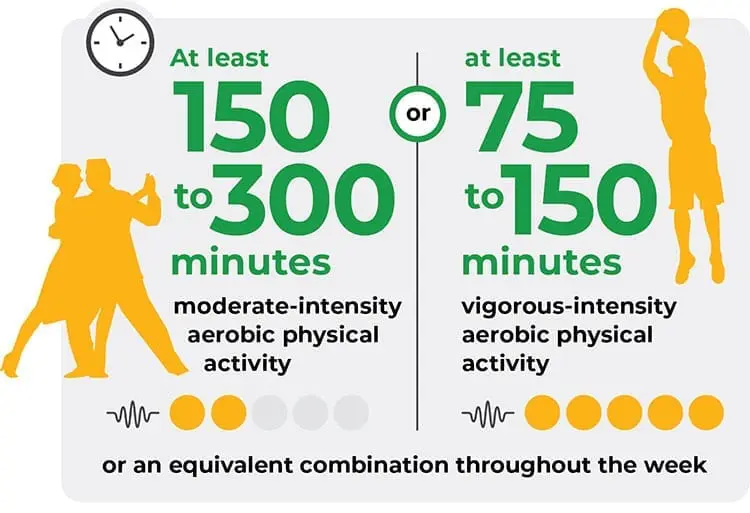 At least
150
to 300
minutes
moderate-intensity
aerobic physical
activity
or
at least
75
to 150
minutes
vigorous-intensity
aerobic physical
activity
or an equivalent combination throughout the week